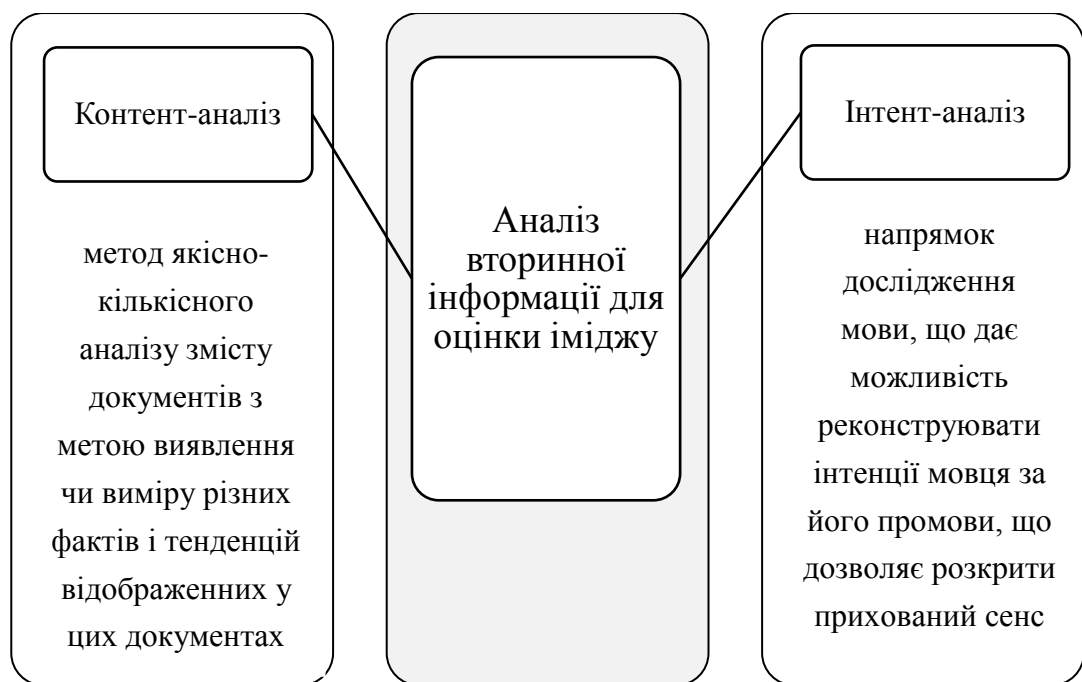 Контент-аналіз
метод якісно-
кількісного
аналізу змісту
документів з
метою виявлення
чи виміру різних
фактів і тенденцій
відображенних у
цих документах
Аналіз
вторинної
інформації для
оцінки іміджу
Інтент-аналіз
напрямок
дослідження
мови, що дає
можливість
реконструювати
інтенції мовця за
його промови, що
дозволяє розкрити
прихований сенс